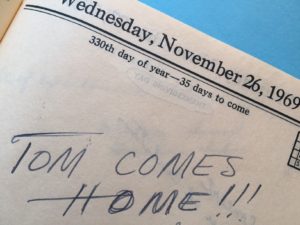 Wednesday, November 26, 1969
330th day of year—35 days to come
TOM COMES
HOME!!!